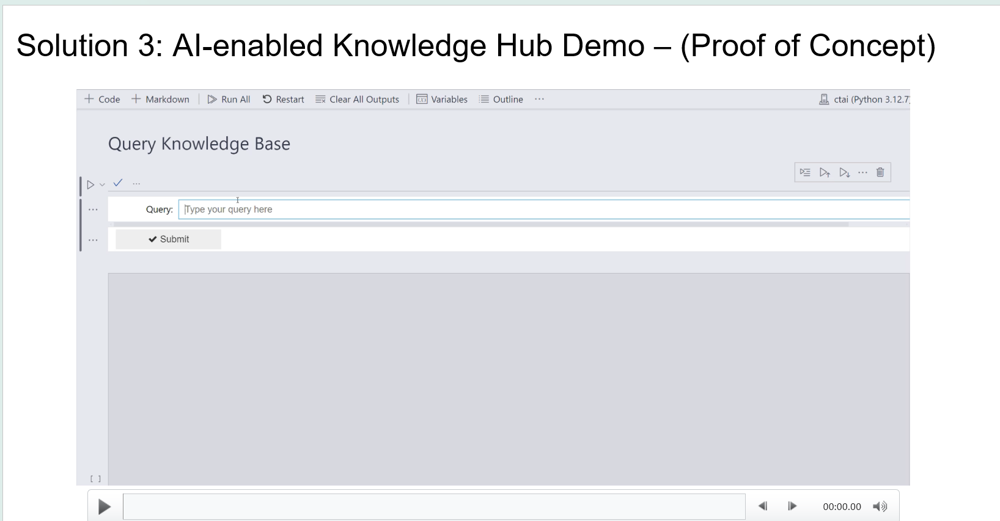 Solution 3: AI-enabled Knowledge Hub Demo – (Proof of Concept)
+ Code + Markdown Run All Restart Clear All Outputs Variables Outline ... ctai (Python 3.12.7)
Query Knowledge Base
Query: Type your query here
✔ Submit
[ ]
00:00.00